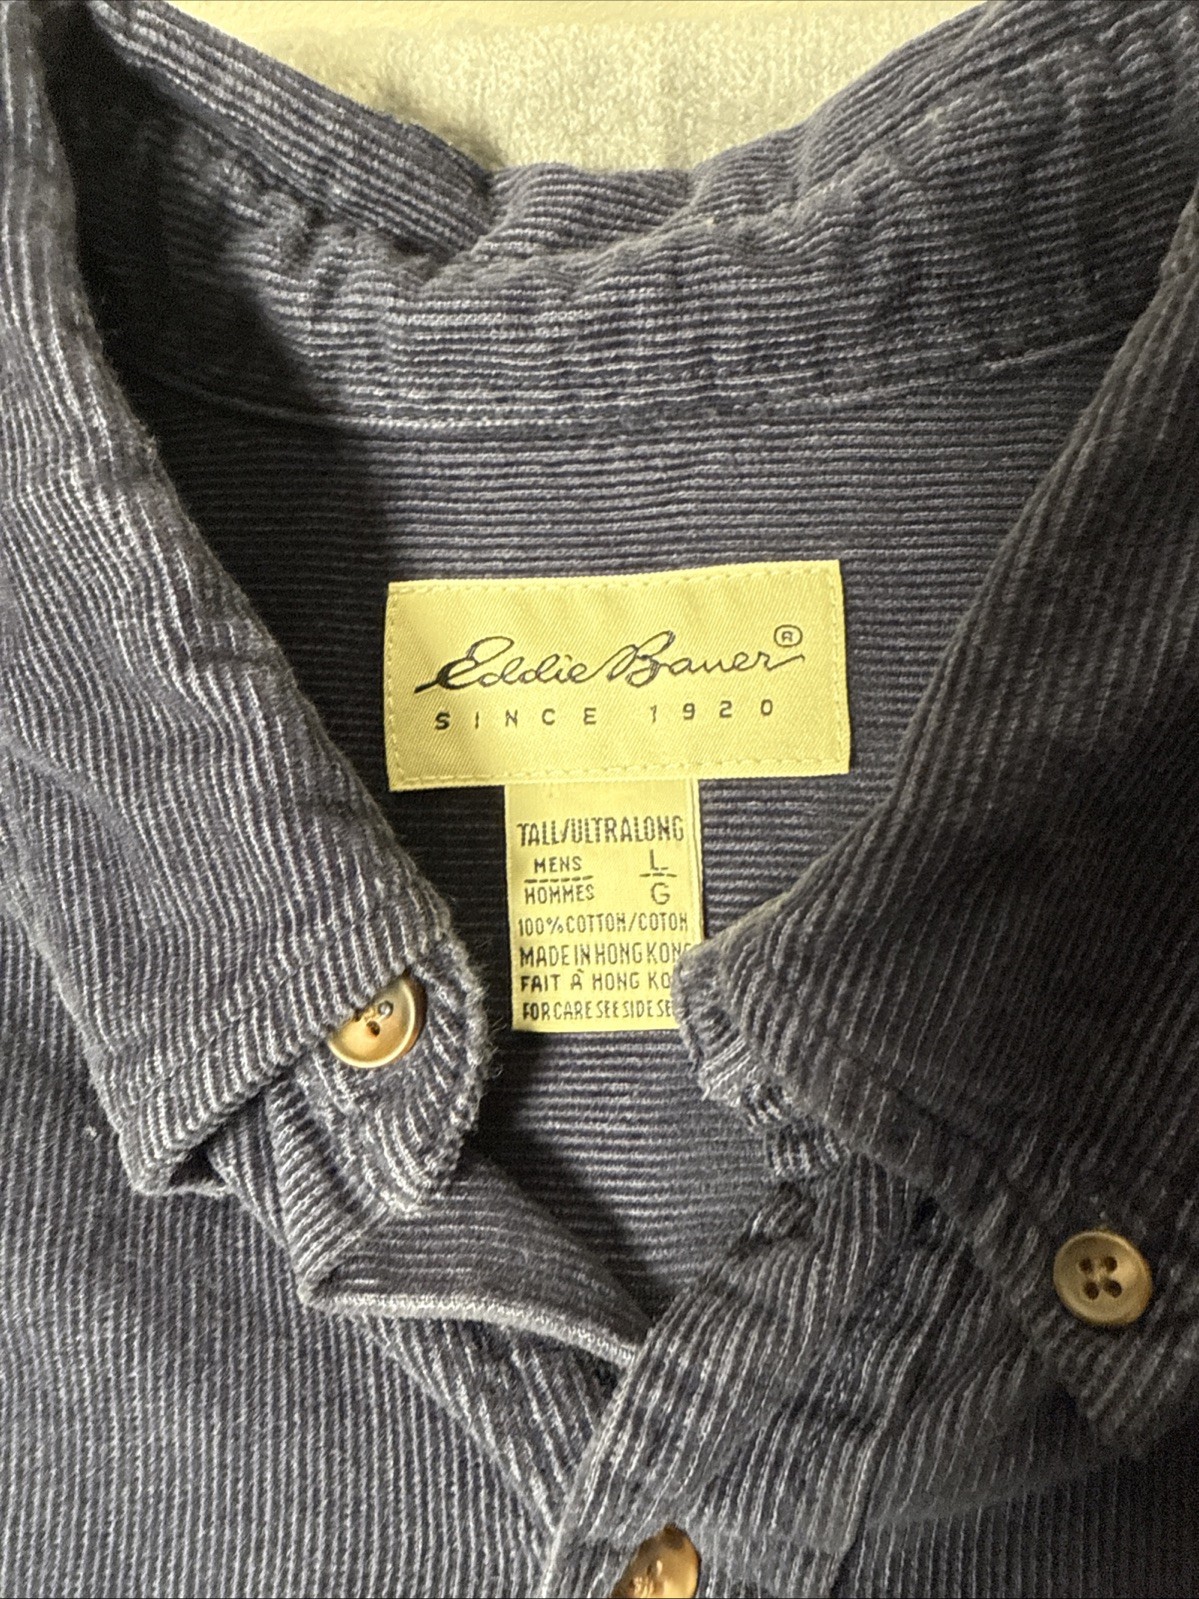 Eddie Bauer®
SINCE 1920
TALL/ULTRALONG
MENS L
HOMMES G
100% COTTON/COTON
MADE IN HONG KONG
FAIT À HONG KO
FOR CARE SEE SIDE SE